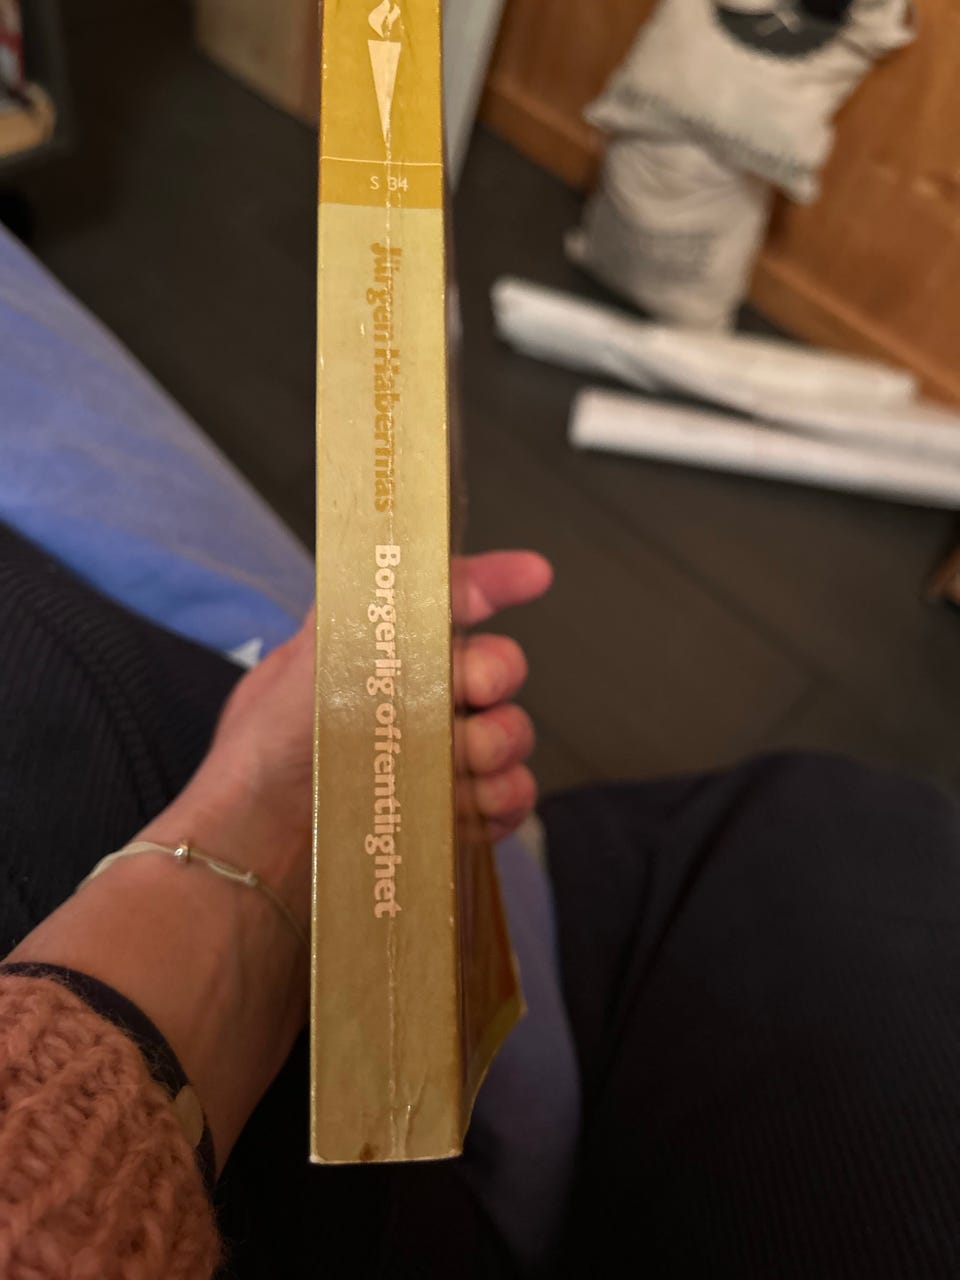 S 34
Jürgen Habermas
Borgerlig offentlighet